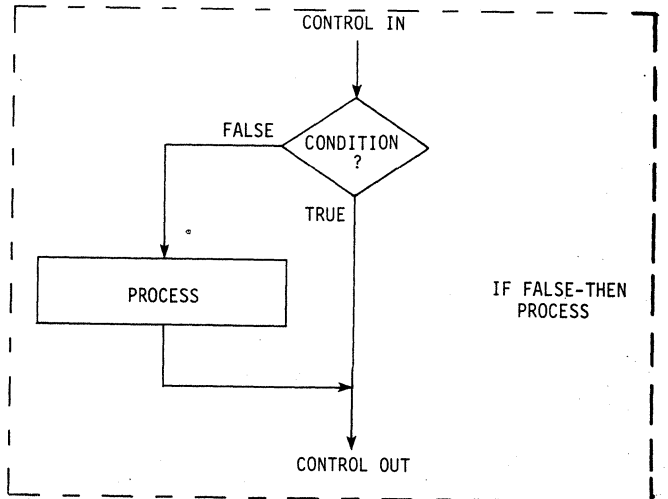 CONTROL IN
FALSE
CONDITION
?
TRUE
PROCESS
IF FALSE-THEN
PROCESS
CONTROL OUT